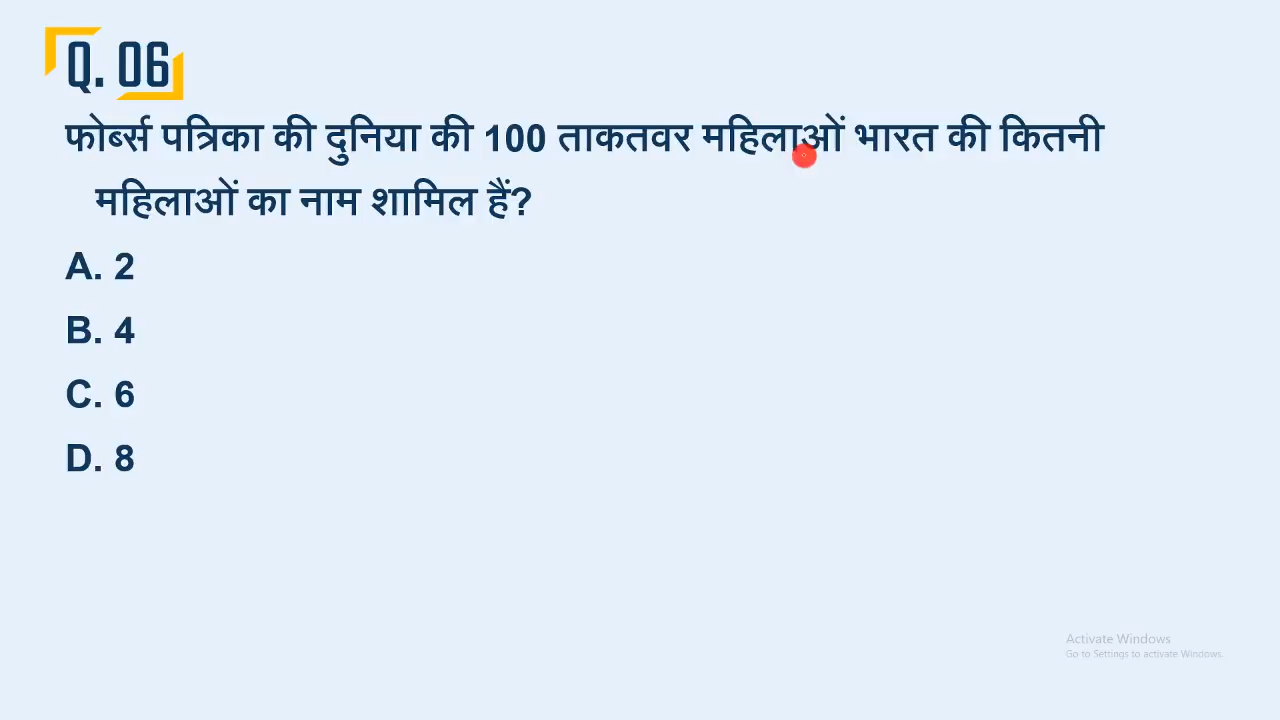 Q. 06
फोर्ब्स पत्रिका की दुनिया की 100 ताकतवर महिलाओं भारत की कितनी
महिलाओं का नाम शामिल हैं?
A. 2
B. 4
C. 6
D. 8
Activate Windows
Go to Settings to activate Windows.